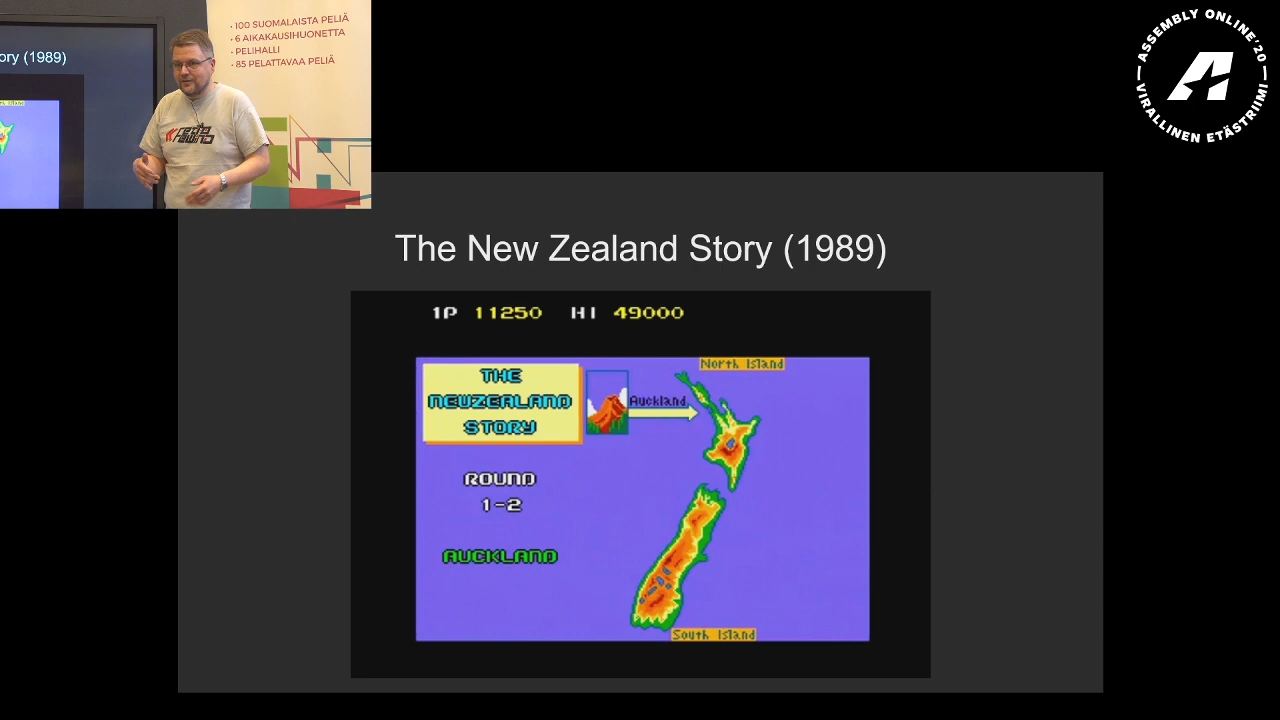 ory (1989)
• 100 SUOMALAISTA PELIÄ
• 6 AIKAKAUSIHUONETTA
• PELIHALLI
• 85 PELATTAVAA PELIÄ
ASSEMBLY ONLINE '20
VIRALLINEN ETÄSTRIIMI
The New Zealand Story (1989)
1P 11250 HI 49000
North Island
THE
NEWZEALAND
STORY
Auckland
ROUND
1-2
AUCKLAND
South Island